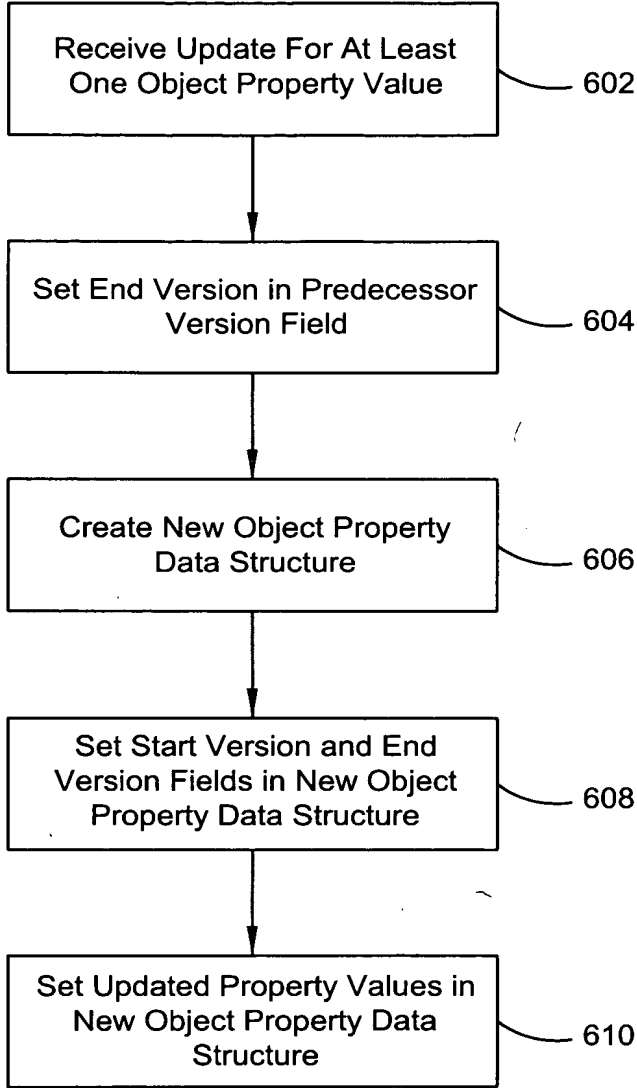 Receive Update For At Least
One Object Property Value
602
Set End Version in Predecessor
Version Field
604
Create New Object Property
Data Structure
606
Set Start Version and End
Version Fields in New Object
Property Data Structure
608
Set Updated Property Values in
New Object Property Data
Structure
610